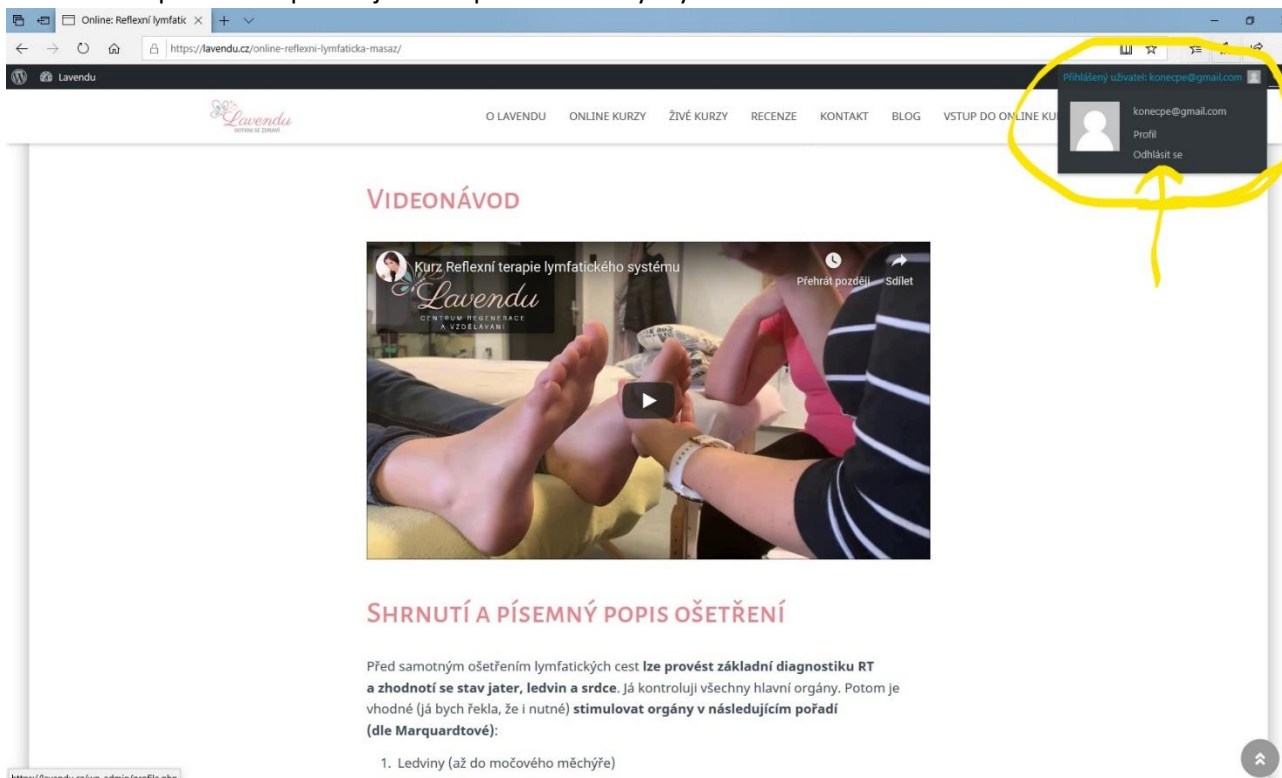 Online: Reflexní lymfatic
https://lavendu.cz/online-reflexni-lymfaticka-masaz/
Lavendu
Přihlášený uživatel: konecpe@gmail.com
konecpe@gmail.com
Profil
Odhlásit se
Lavendu
O LAVENDU ONLINE KURZY ŽIVÉ KURZY RECENZE KONTAKT BLOG VSTUP DO ONLINE KU
VIDEONÁVOD
Kurz Reflexní terapie lymfatického systému
Přehrát později
Sdílet
Lavendu
CENTRUM REGENERACE
A VZDĚLÁVÁNÍ
SHRNUTÍ A PÍSEMNÝ POPIS OŠETŘENÍ
Před samotným ošetřením lymfatických cest lze provést základní diagnostiku RT
a zhodnotí se stav jater, ledvin a srdce. Já kontroluji všechny hlavní orgány. Potom je
vhodné (já bych řekla, že i nutné) stimulovat orgány v následujícím pořadí
(dle Marquardtové):
1. Ledviny (až do močového měchýře)